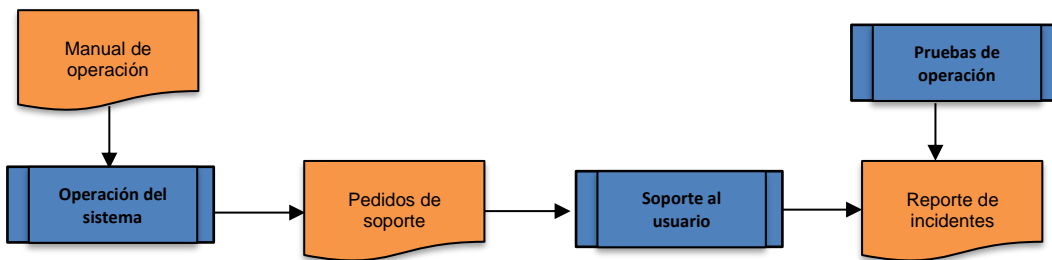 Manual de
operación
Pruebas de
operación
Operación del
sistema
Pedidos de
soporte
Soporte al
usuario
Reporte de
incidentes